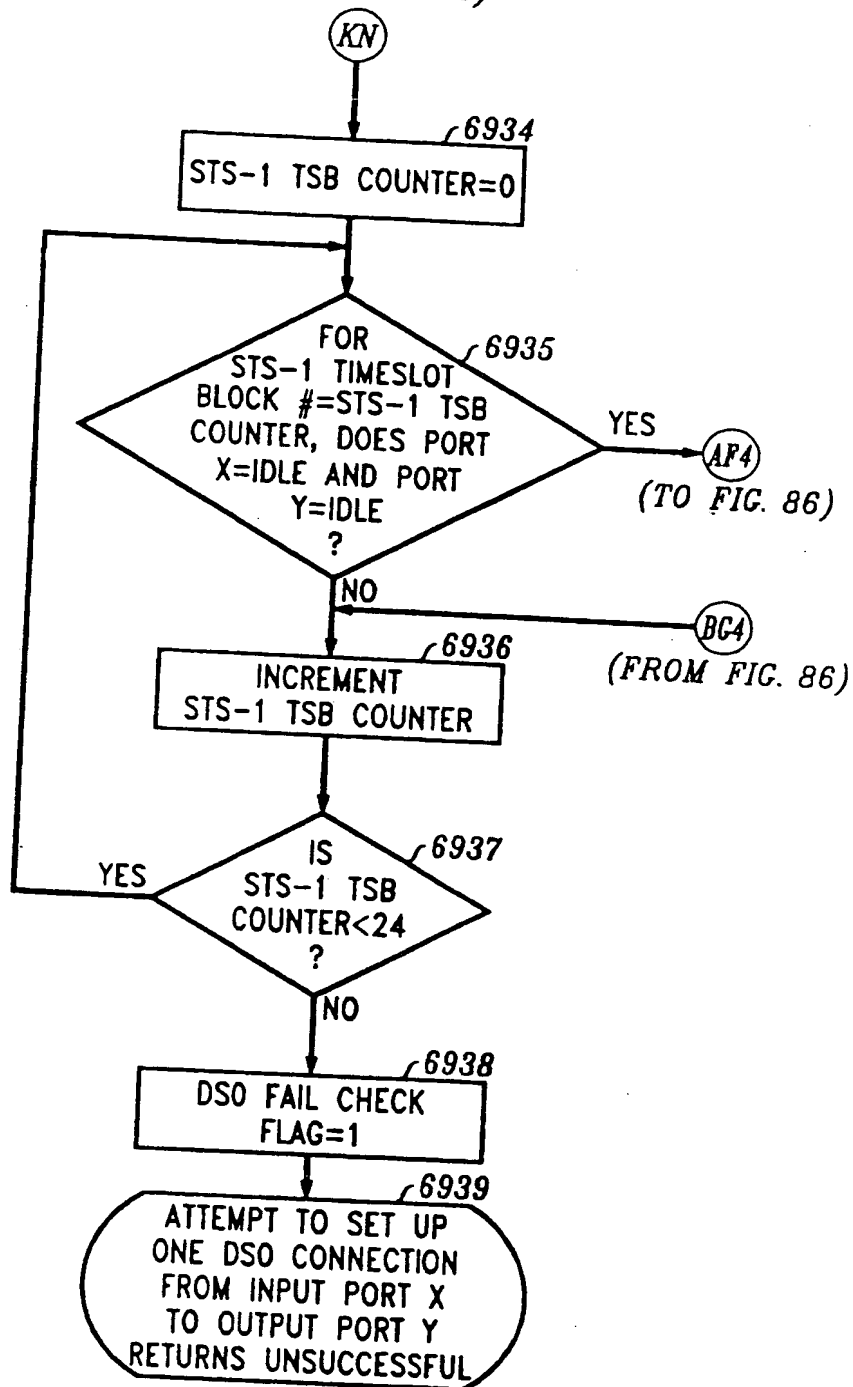 KN
6934
STS-1 TSB COUNTER=0
FOR
STS-1 TIMESLOT
BLOCK #=STS-1 TSB
COUNTER, DOES PORT
X=IDLE AND PORT
Y=IDLE
?
6935
YES
AF4
(TO FIG. 86)
NO
BG4
(FROM FIG. 86)
6936
INCREMENT
STS-1 TSB COUNTER
IS
STS-1 TSB
COUNTER<24
?
6937
YES
NO
6938
DS0 FAIL CHECK
FLAG=1
6939
ATTEMPT TO SET UP
ONE DS0 CONNECTION
FROM INPUT PORT X
TO OUTPUT PORT Y
RETURNS UNSUCCESSFUL